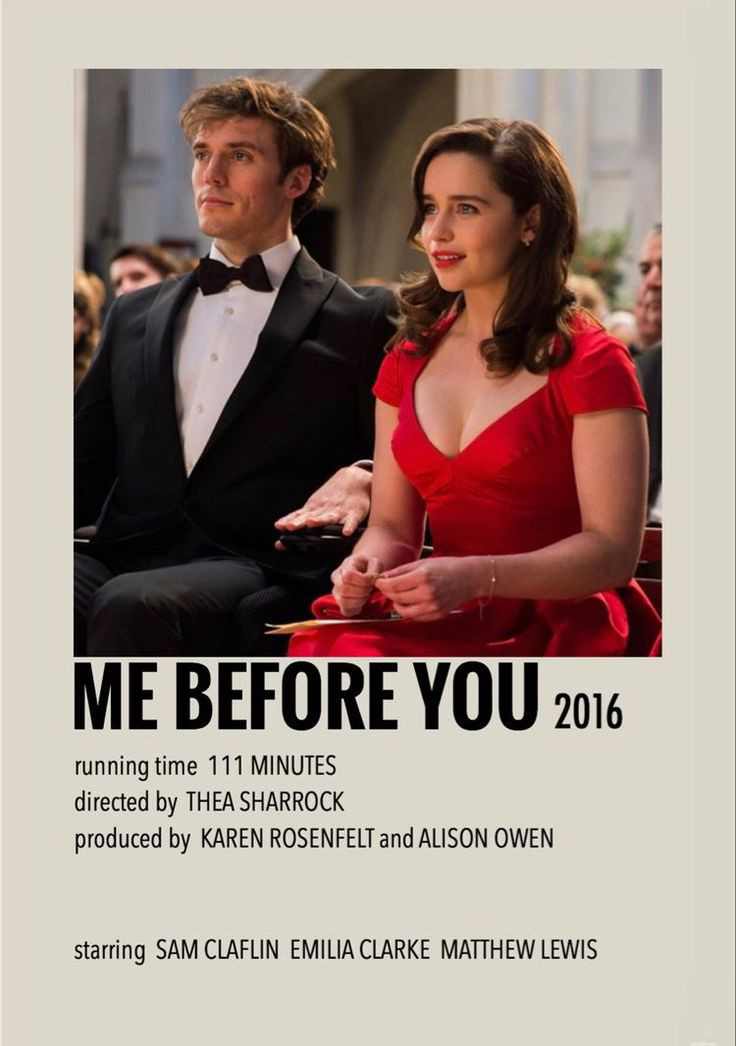 ME BEFORE YOU 2016
running time 111 MINUTES
directed by THEA SHARROCK
produced by KAREN ROSENFELT and ALISON OWEN
starring SAM CLAFLIN EMILIA CLARKE MATTHEW LEWIS